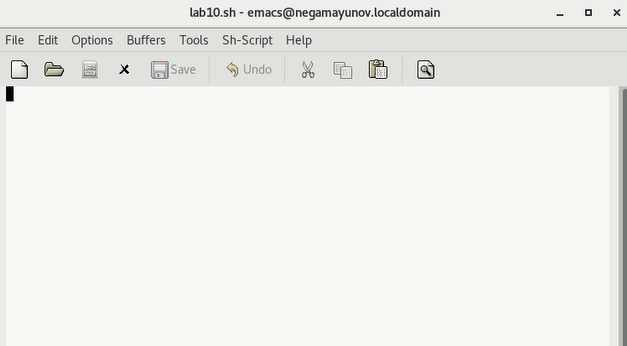 lab10.sh - emacs@negamayunov.localdomain
File Edit Options Buffers Tools Sh-Script Help
Save Undo